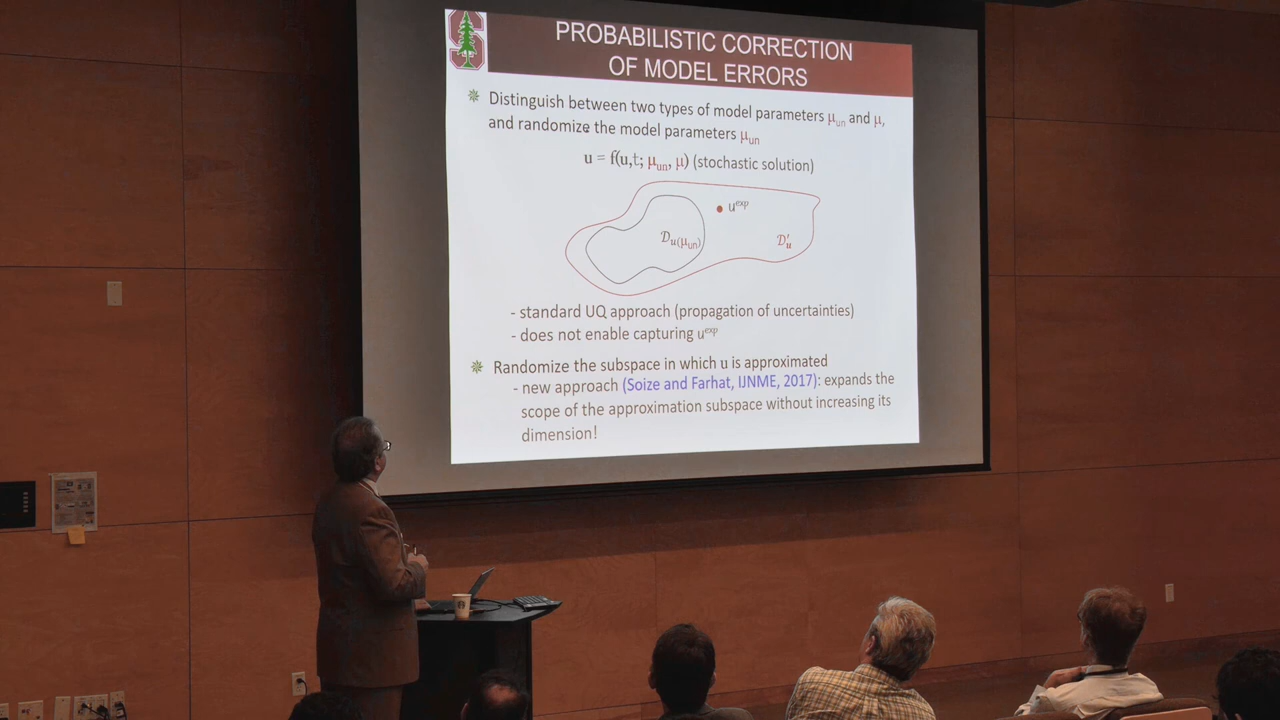 PROBABILISTIC CORRECTION
OF MODEL ERRORS
Distinguish between two types of model parameters μun and μ,
and randomize the model parameters μun
u = f(u,t; μun, μ) (stochastic solution)
uexp
𝒟u(μun)
𝒟′u
- standard UQ approach (propagation of uncertainties)
- does not enable capturing uexp
Randomize the subspace in which u is approximated
- new approach (Soize and Farhat, IJNME, 2017): expands the
scope of the approximation subspace without increasing its
dimension!